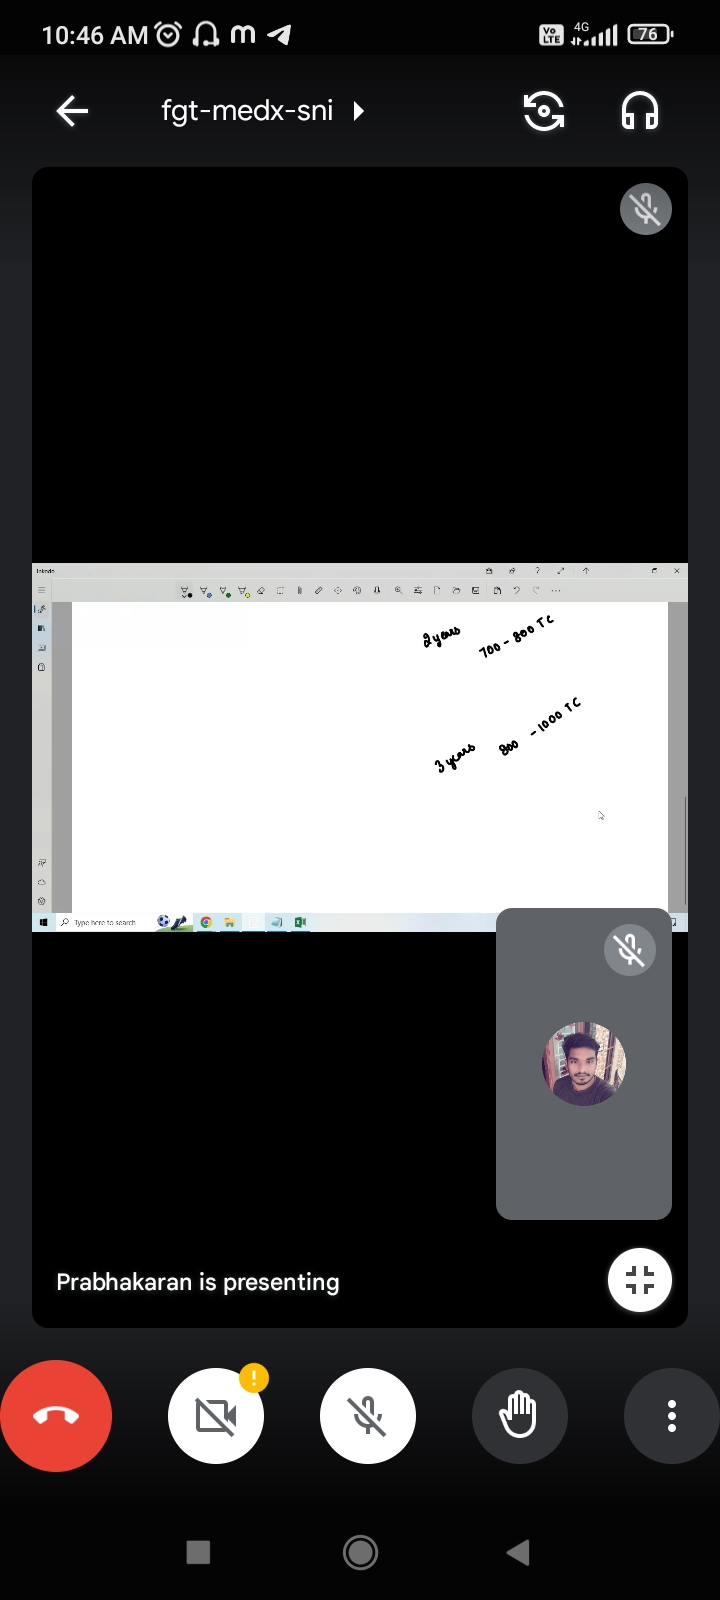 10:46 AM
Vo LTE 4G 76
fgt-medx-sni
Inkodo
2 years 700 - 800 TC
3 years 800 - 1000 TC
Type here to search
Prabhakaran is presenting